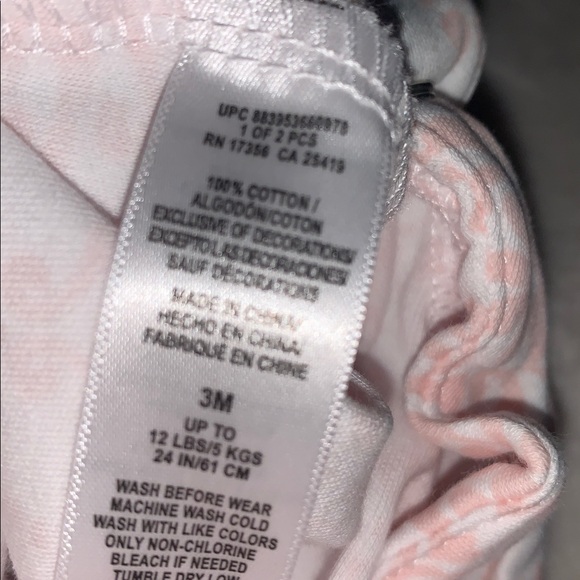 UPC 883953660978
1 OF 2 PCS
RN 17356 CA 25419
100% COTTON/
ALGODÓN/COTON
EXCLUSIVE OF DECORATIONS/
EXCEPTO LAS DECORACIONES/
SAUF DÉCORATIONS
MADE IN CHINA/
HECHO EN CHINA/
FABRIQUÉ EN CHINE
3M
UP TO
12 LBS/5 KGS
24 IN/61 CM
WASH BEFORE WEAR
MACHINE WASH COLD
WASH WITH LIKE COLORS
ONLY NON-CHLORINE
BLEACH IF NEEDED
TUMBLE DRY LOW